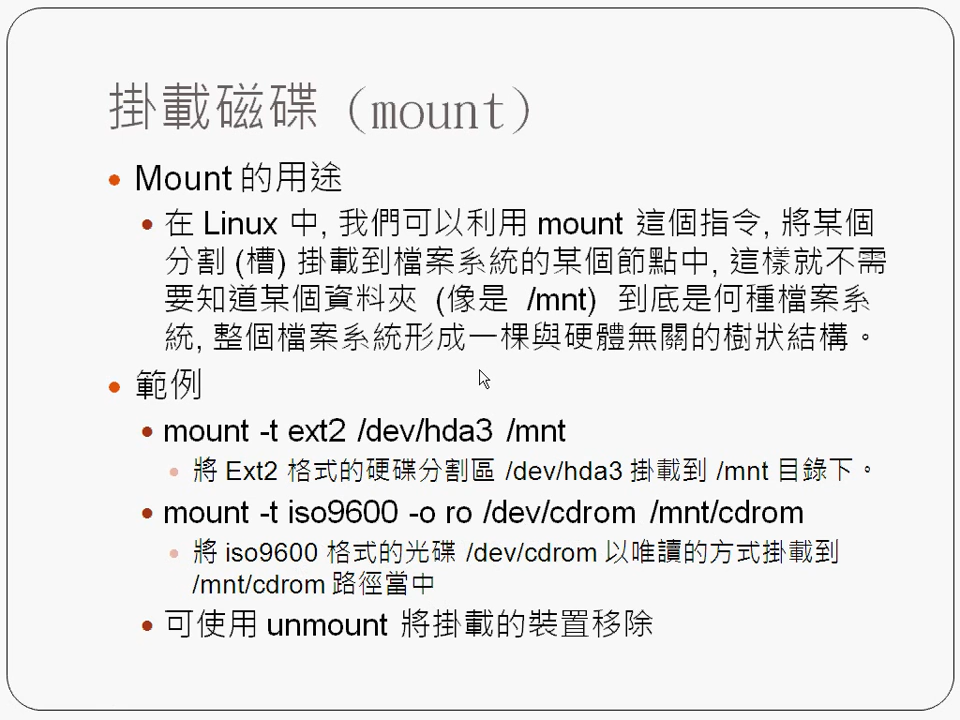 掛載磁碟 (mount)
Mount 的用途
在 Linux 中, 我們可以利用 mount 這個指令, 將某個
分割 (槽) 掛載到檔案系統的某個節點中, 這樣就不需
要知道某個資料夾 (像是 /mnt) 到底是何種檔案系
統, 整個檔案系統形成一棵與硬體無關的樹狀結構。
範例
mount -t ext2 /dev/hda3 /mnt
將 Ext2 格式的硬碟分割區 /dev/hda3 掛載到 /mnt 目錄下。
mount -t iso9600 -o ro /dev/cdrom /mnt/cdrom
將 iso9600 格式的光碟 /dev/cdrom 以唯讀的方式掛載到
/mnt/cdrom 路徑當中
可使用 unmount 將掛載的裝置移除